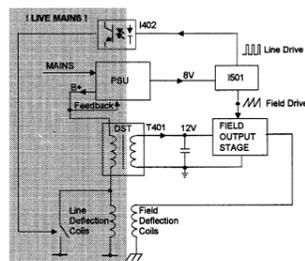 ! LIVE MAINS !
I402
T
Line Drive
MAINS
PSU
8V
I501
B+
Feedback
Field Drive
DST
T401
12V
FIELD
OUTPUT
STAGE
Line
Deflection
Coils
Field
Deflection
Coils